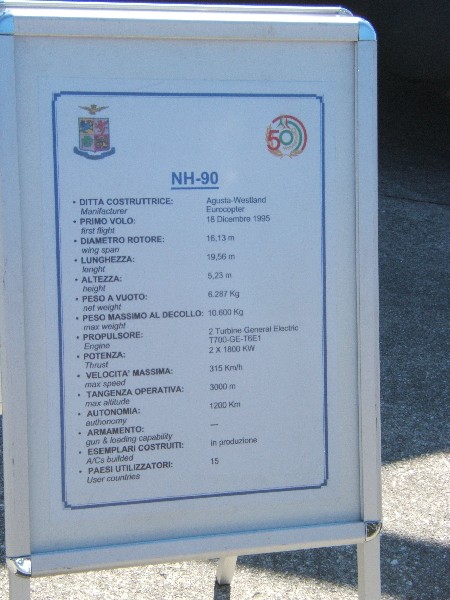 50
NH-90
• DITTA COSTRUTTRICE: Agusta-Westland
Manifacturer Eurocopter
• PRIMO VOLO: 18 Dicembre 1995
first flight
• DIAMETRO ROTORE: 16,13 m
wing span
• LUNGHEZZA: 19,56 m
lenght
• ALTEZZA: 5,23 m
height
• PESO A VUOTO: 6.287 Kg
net weight
• PESO MASSIMO AL DECOLLO: 10.600 Kg
max weight
• PROPULSORE: 2 Turbine General Electric
Engine T700-GE-T6E1
• POTENZA: 2 X 1800 KW
Thrust
• VELOCITA' MASSIMA: 315 Km/h
max speed
• TANGENZA OPERATIVA: 3000 m
max altitude
• AUTONOMIA: 1200 Km
authonomy
• ARMAMENTO: ---
gun & loading capability
• ESEMPLARI COSTRUITI: in produzione
A/Cs builded
• PAESI UTILIZZATORI: 15
User countries